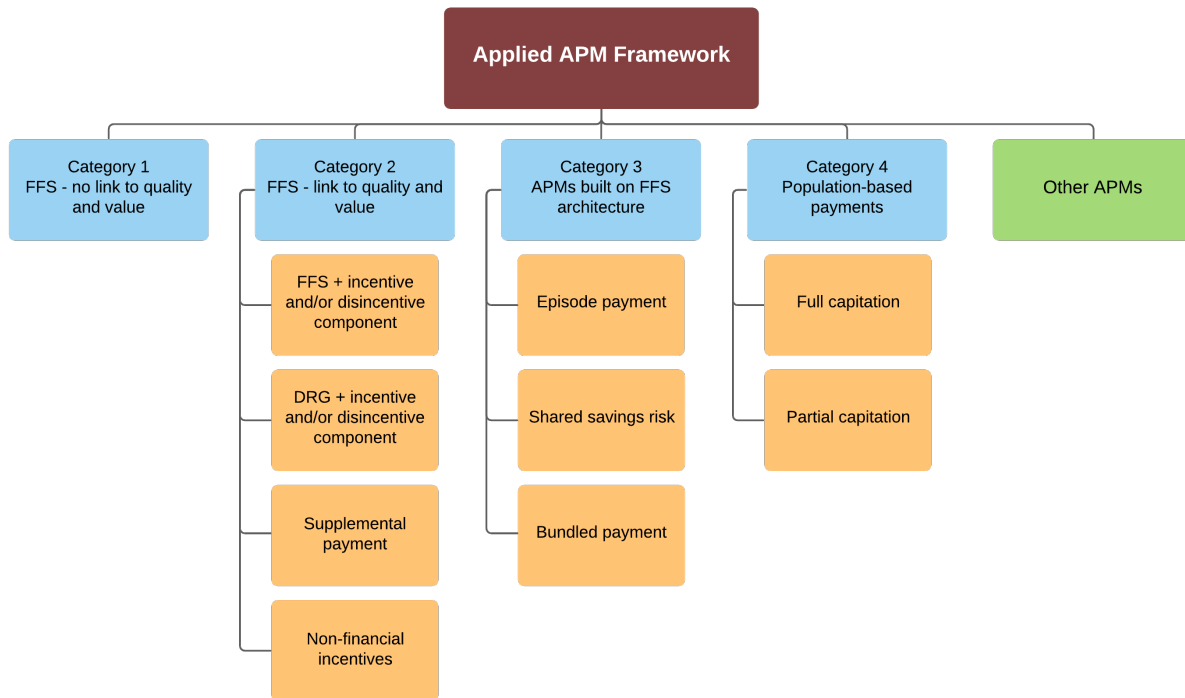 Applied APM Framework
Category 1
FFS - no link to quality
and value
Category 2
FFS - link to quality and
value
FFS + incentive
and/or disincentive
component
DRG + incentive
and/or disincentive
component
Supplemental
payment
Non-financial
incentives
Category 3
APMs built on FFS
architecture
Episode payment
Shared savings risk
Bundled payment
Category 4
Population-based
payments
Full capitation
Partial capitation
Other APMs